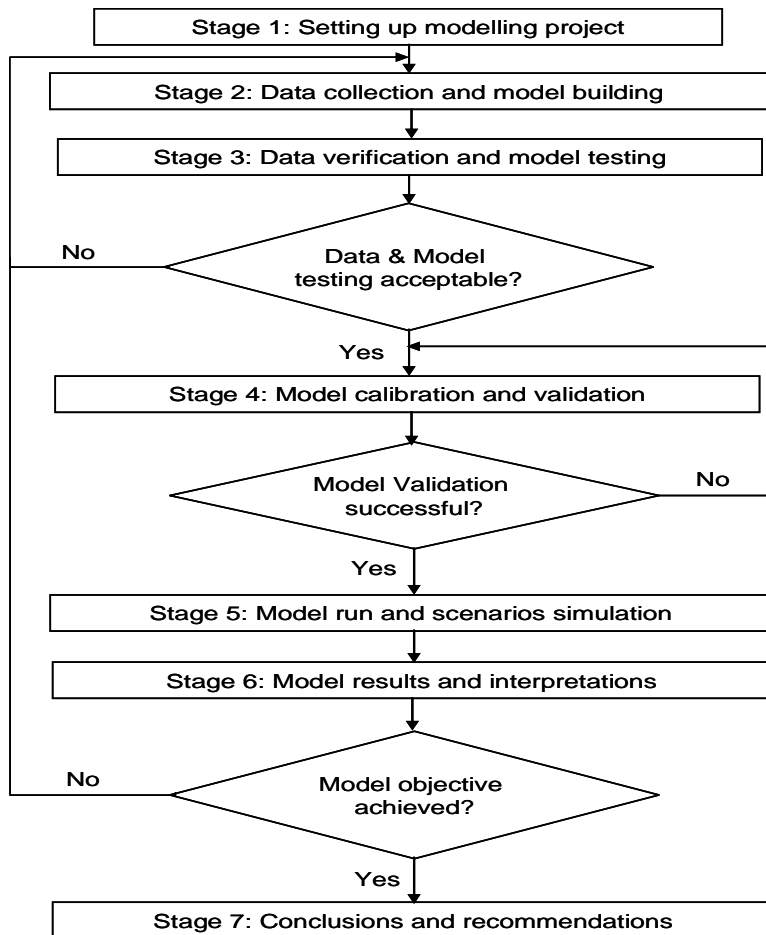 Stage 1: Setting up modelling project
Stage 2: Data collection and model building
Stage 3: Data verification and model testing
No
Data & Model
testing acceptable?
Yes
Stage 4: Model calibration and validation
Model Validation
successful?
No
Yes
Stage 5: Model run and scenarios simulation
Stage 6: Model results and interpretations
No
Model objective
achieved?
Yes
Stage 7: Conclusions and recommendations